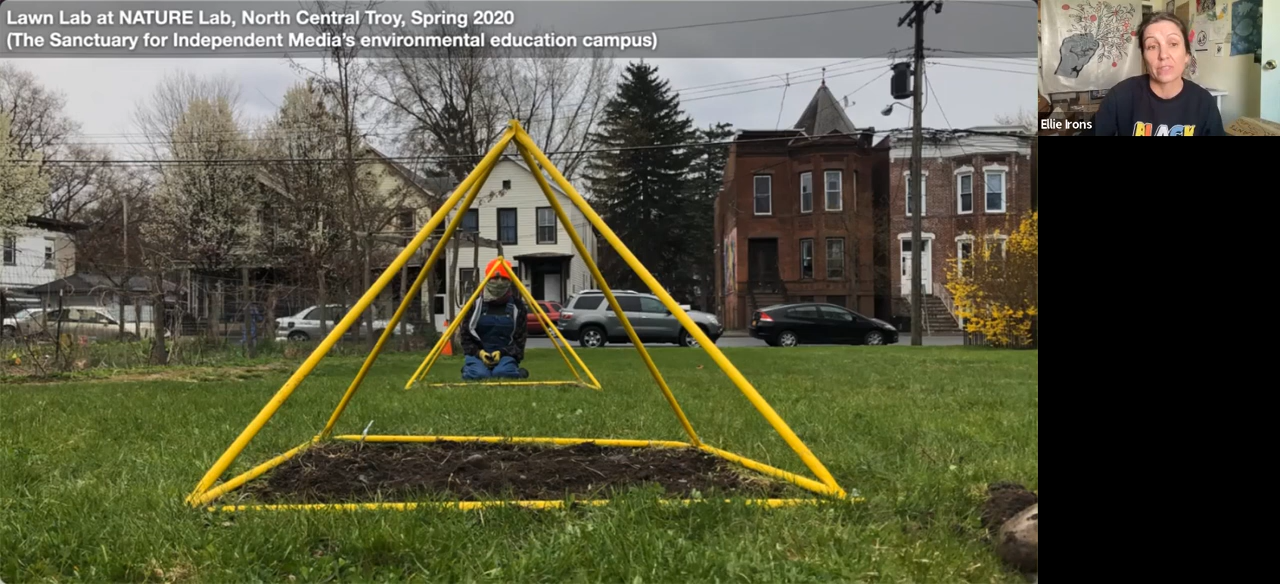 Lawn Lab at NATURE Lab, North Central Troy, Spring 2020
(The Sanctuary for Independent Media's environmental education campus)
Ellie Irons
BLACK